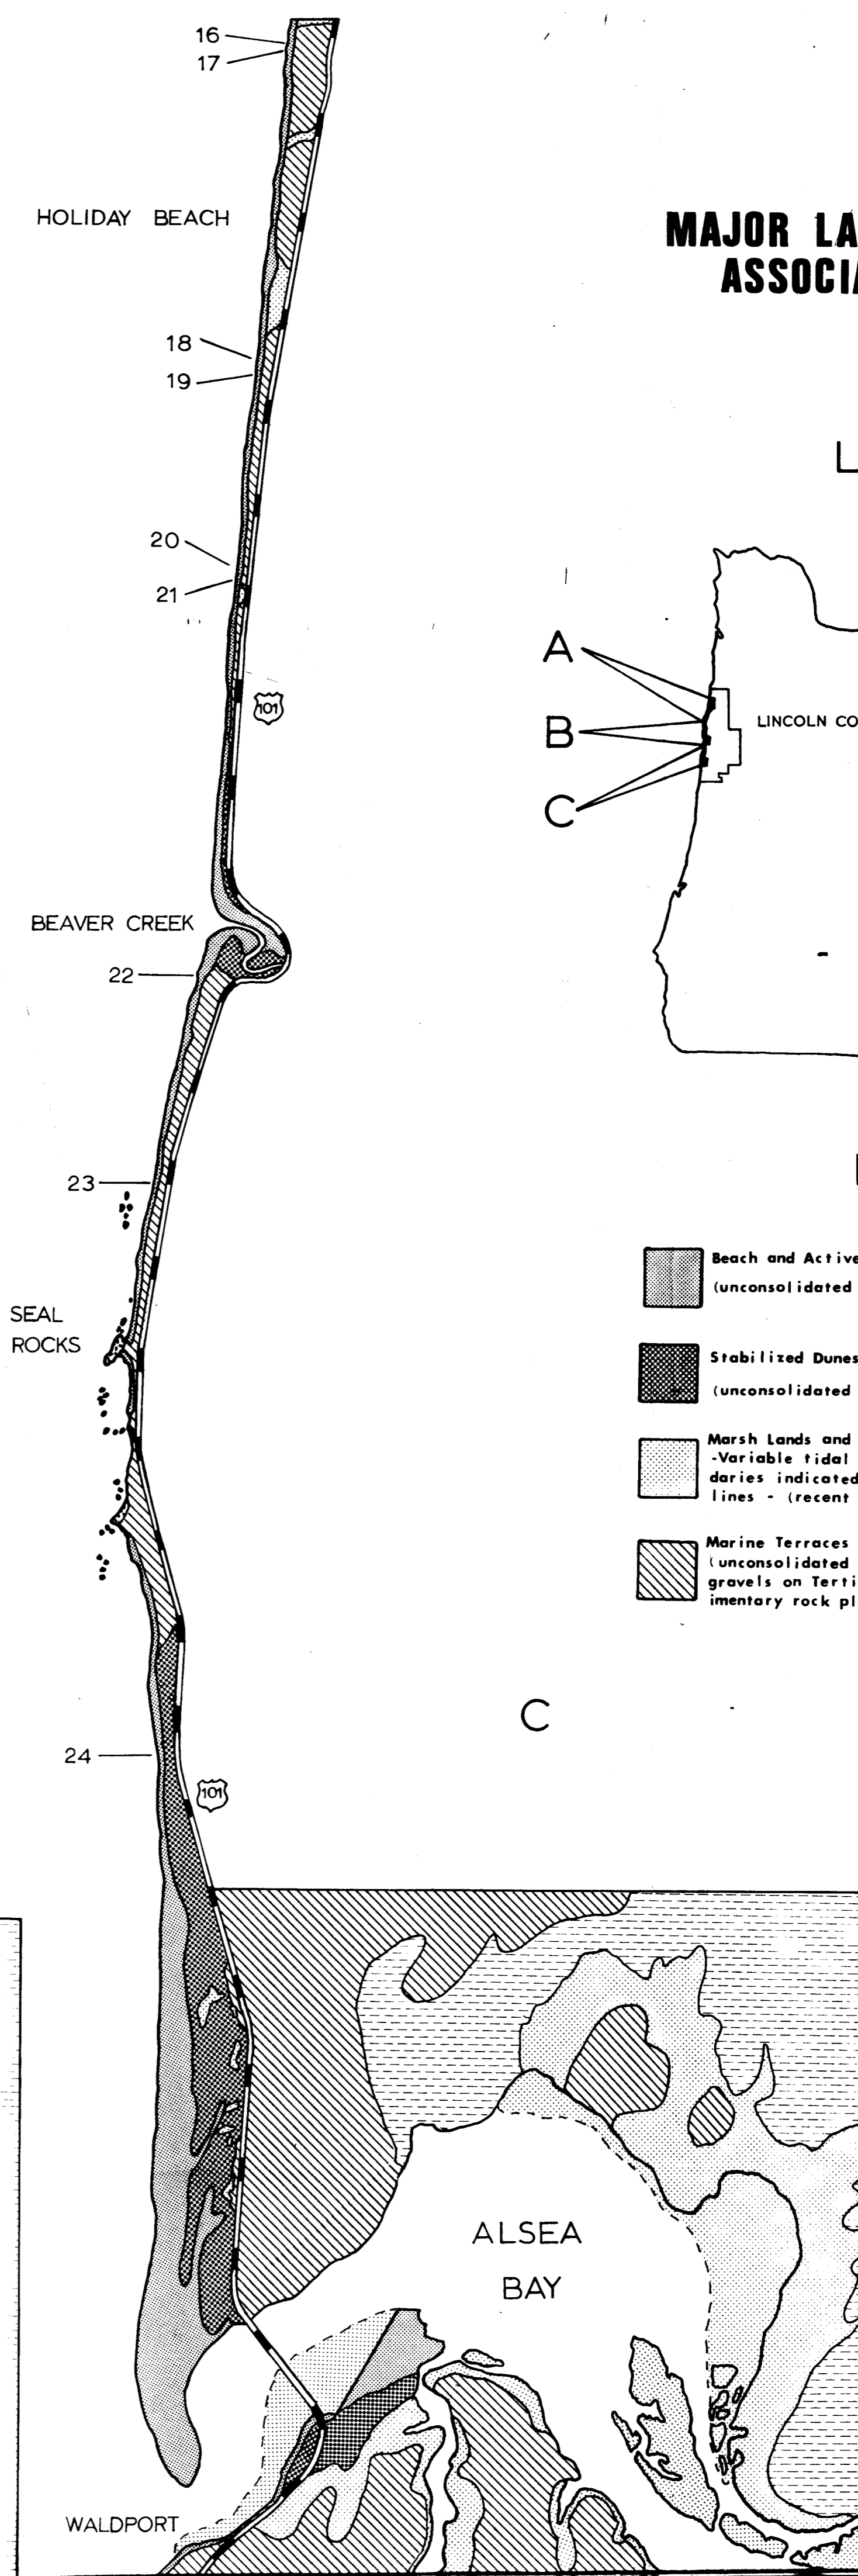 16
17
HOLIDAY BEACH
MAJOR LA
ASSOCIA
18
19
20
21
A
B
LINCOLN CO
C
101
BEAVER CREEK
22
23
SEAL
ROCKS
Beach and Active
(unconsolidated
Stabilized Dunes
(unconsolidated
Marsh Lands and
-Variable tidal
daries indicated
lines - (recent
Marine Terraces
(unconsolidated
gravels on Terti
imentary rock pl
C
24
101
ALSEA
BAY
WALDPORT